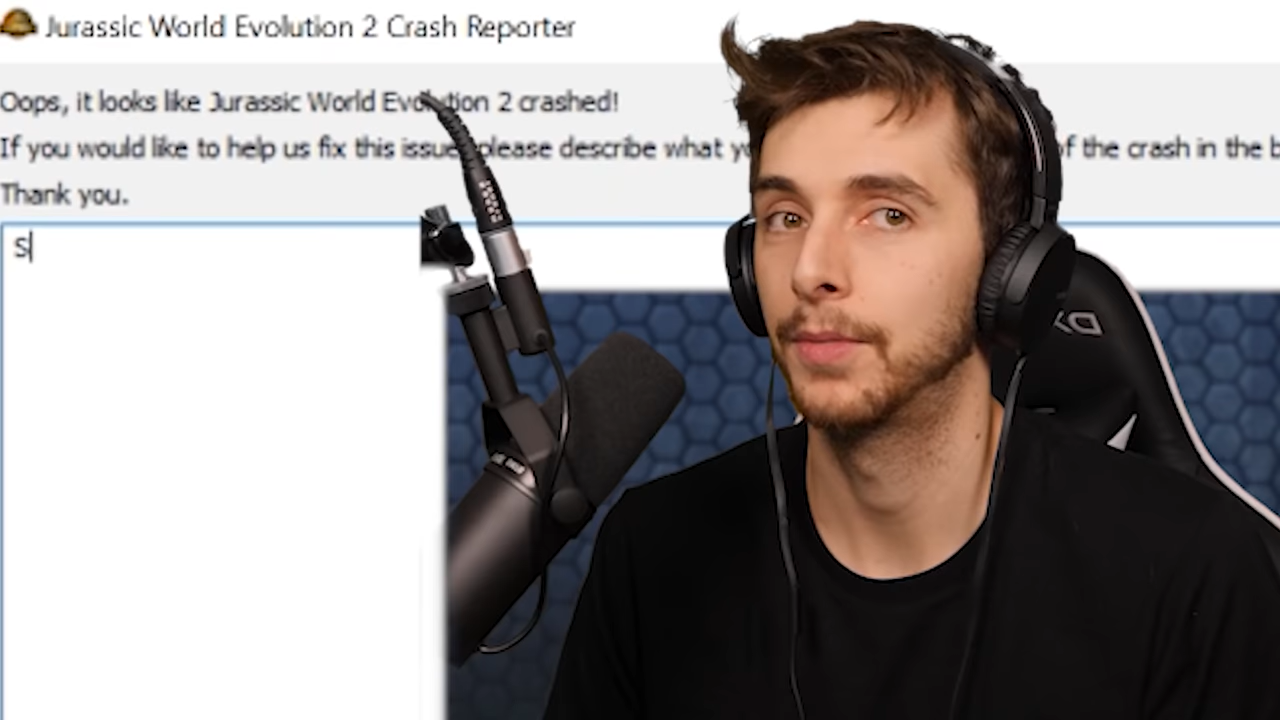 Jurassic World Evolution 2 Crash Reporter
Oops, it looks like Jurassic World Evolution 2 crashed!
If you would like to help us fix this issue, please describe what of the crash in the
Thank you.
S